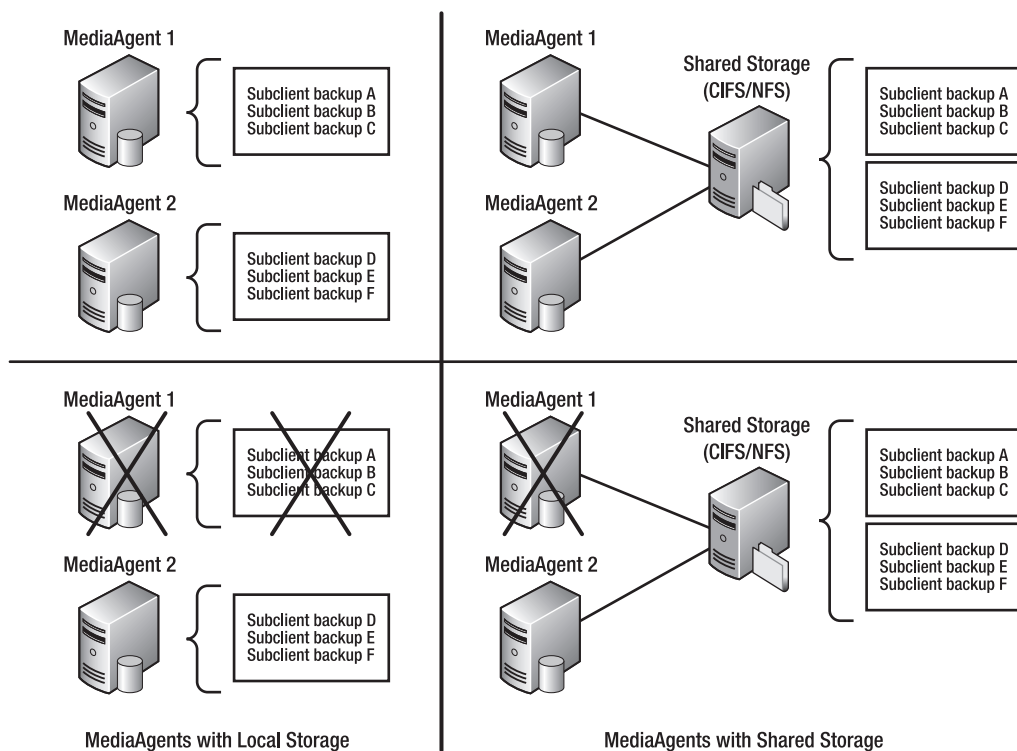 MediaAgent 1
Subclient backup A
Subclient backup B
Subclient backup C
MediaAgent 2
Subclient backup D
Subclient backup E
Subclient backup F
MediaAgent 1
Shared Storage
(CIFS/NFS)
Subclient backup A
Subclient backup B
Subclient backup C
MediaAgent 2
Subclient backup D
Subclient backup E
Subclient backup F
MediaAgent 1
Subclient backup A
Subclient backup B
Subclient backup C
MediaAgent 2
Subclient backup D
Subclient backup E
Subclient backup F
MediaAgents with Local Storage
MediaAgent 1
Shared Storage
(CIFS/NFS)
Subclient backup A
Subclient backup B
Subclient backup C
MediaAgent 2
Subclient backup D
Subclient backup E
Subclient backup F
MediaAgents with Shared Storage